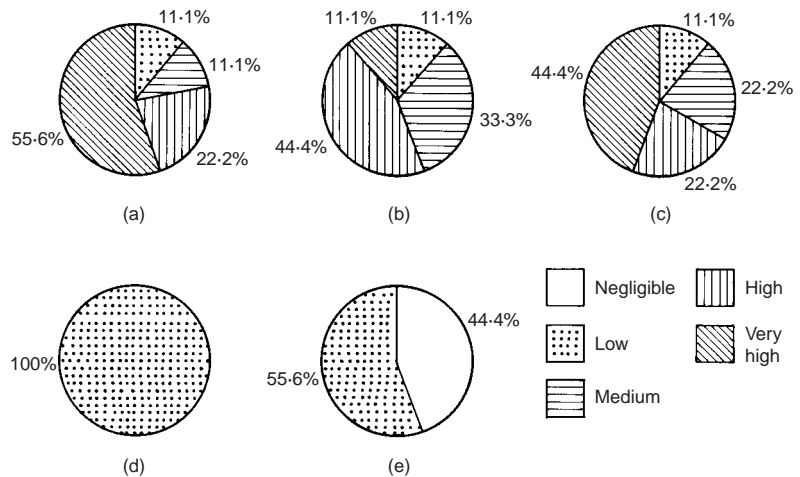 11·1%
11·1%
22·2%
55·6%
(a)
11·1%
11·1%
33·3%
44·4%
(b)
11·1%
22·2%
22·2%
44·4%
(c)
100%
(d)
44·4%
55·6%
(e)
Negligible
Low
Medium
High
Very
high